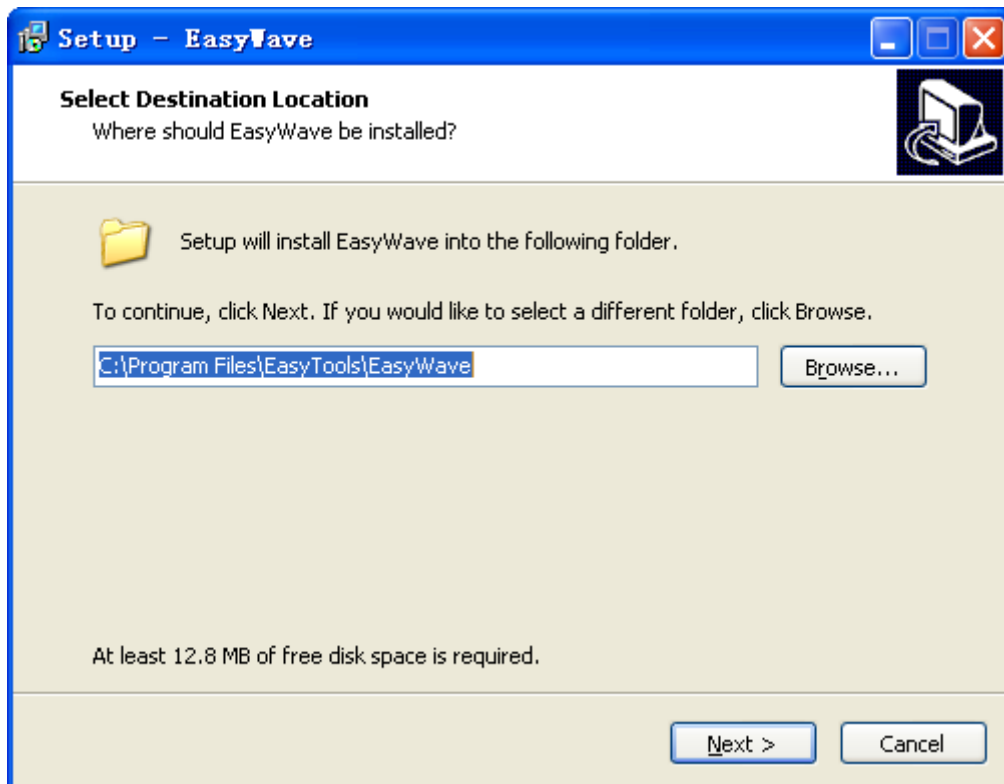 Setup - EasyWave
Select Destination Location
Where should EasyWave be installed?
Setup will install EasyWave into the following folder.
To continue, click Next. If you would like to select a different folder, click Browse.
C:\Program Files\EasyTools\EasyWave
Browse...
At least 12.8 MB of free disk space is required.
Next >
Cancel